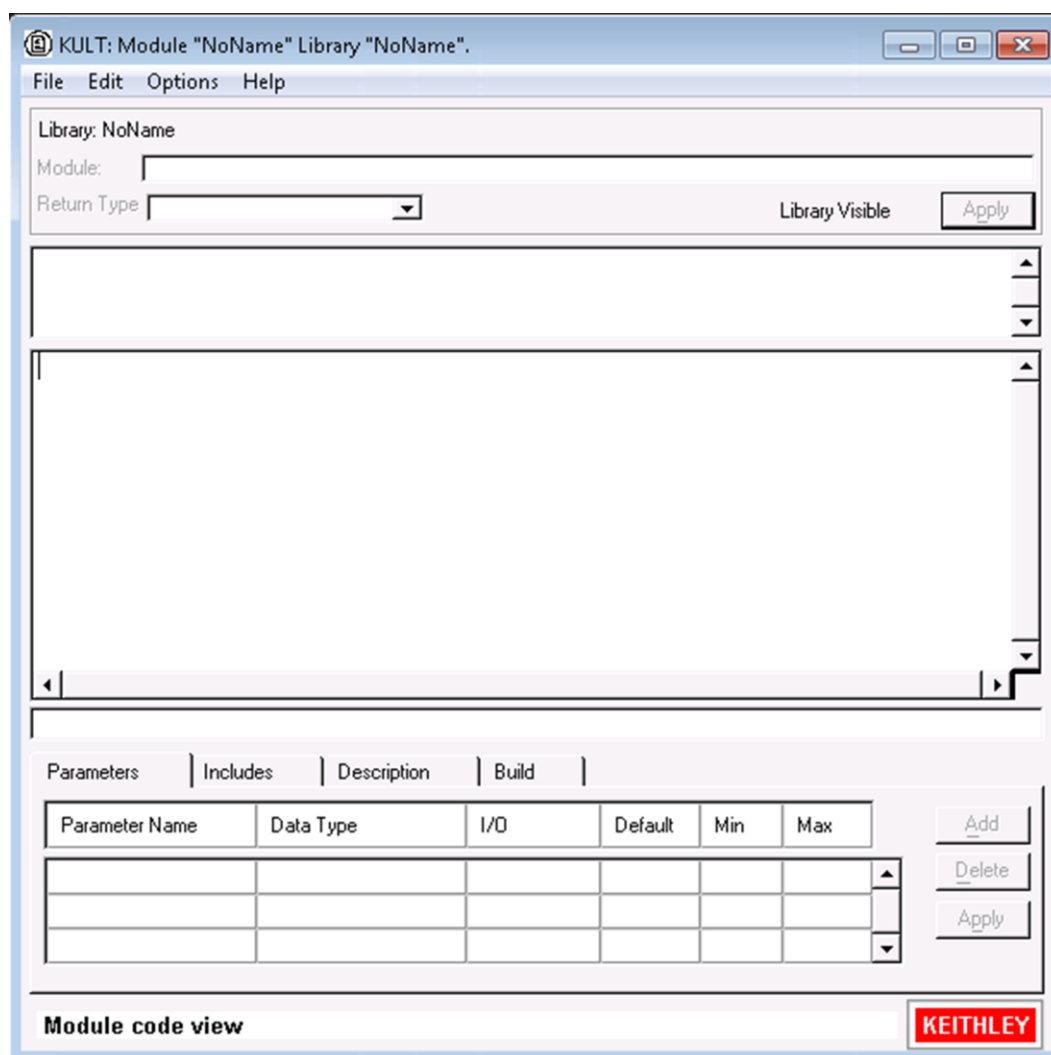 KULT: Module "NoName" Library "NoName".
File Edit Options Help
Library: NoName
Module:
Return Type Library Visible Apply
Parameters Includes Description Build
Parameter Name Data Type I/O Default Min Max Add
Delete
Apply
Module code view KEITHLEY